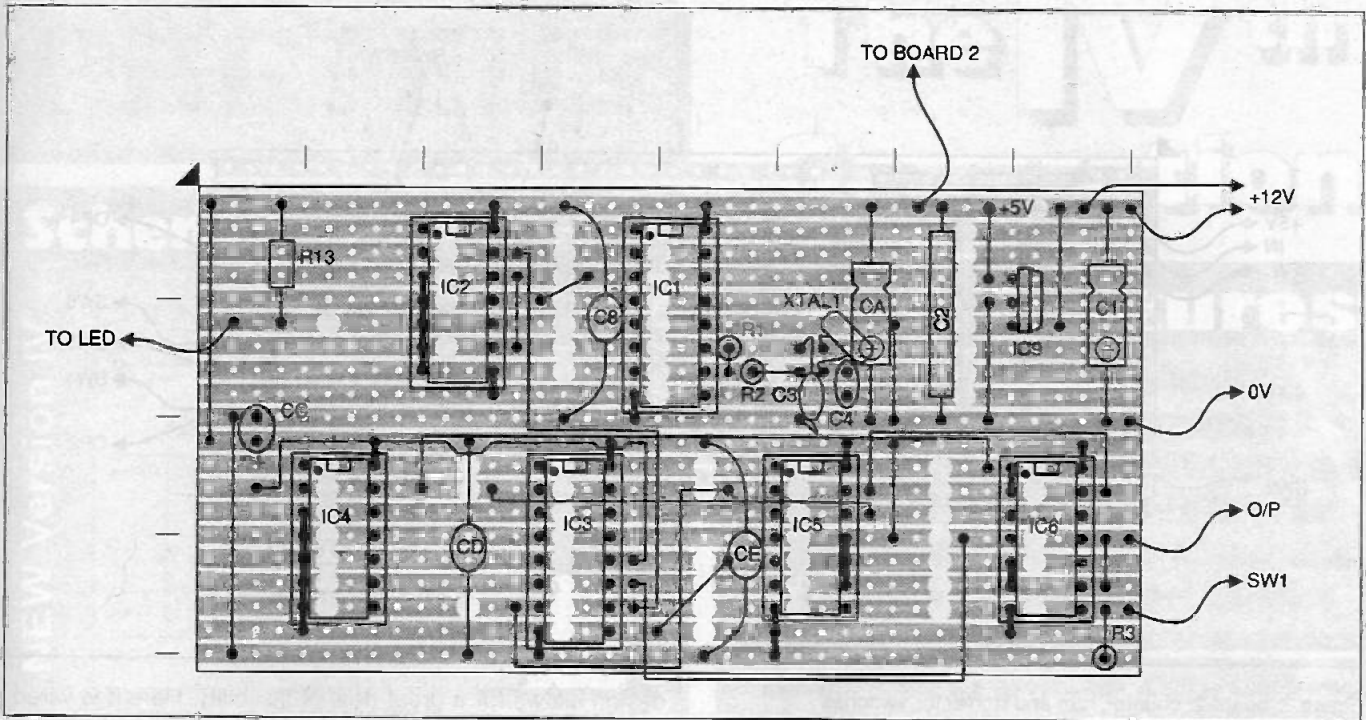 TO BOARD 2
+12V
+5V
R13
IC2
IC1
C8
XTAL1
CA
C2
IC9
C1
TO LED
R1
R2
C3
C4
0V
CC
IC4
IC3
IC5
IC6
O/P
CD
CE
SW1
R3
NEW version